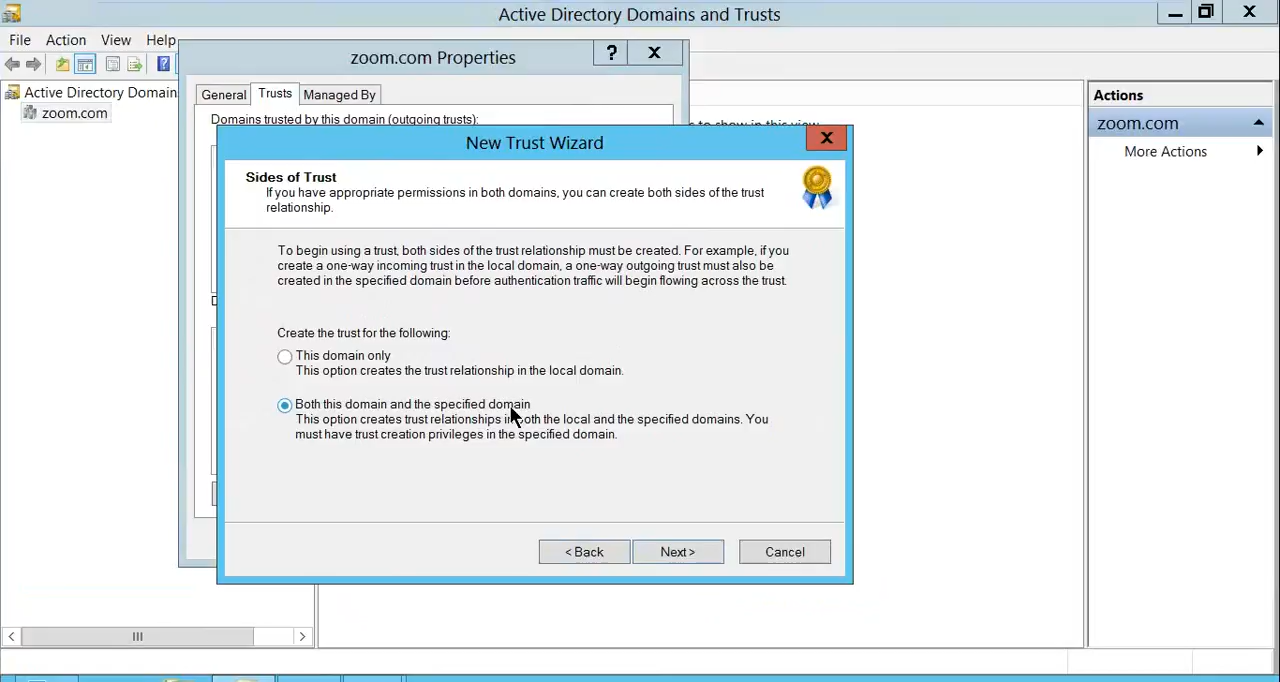 Active Directory Domains and Trusts
File Action View Help
zoom.com Properties
?
Active Directory Domain
zoom.com
General Trusts Managed By
Domains trusted by this domain (outgoing trusts):
to show in this view.
Actions
zoom.com
More Actions
New Trust Wizard
Sides of Trust
If you have appropriate permissions in both domains, you can create both sides of the trust
relationship.
To begin using a trust, both sides of the trust relationship must be created. For example, if you
create a one-way incoming trust in the local domain, a one-way outgoing trust must also be
created in the specified domain before authentication traffic will begin flowing across the trust.
Create the trust for the following:
This domain only
This option creates the trust relationship in the local domain.
Both this domain and the specified domain
This option creates trust relationships in both the local and the specified domains. You
must have trust creation privileges in the specified domain.
< Back Next > Cancel